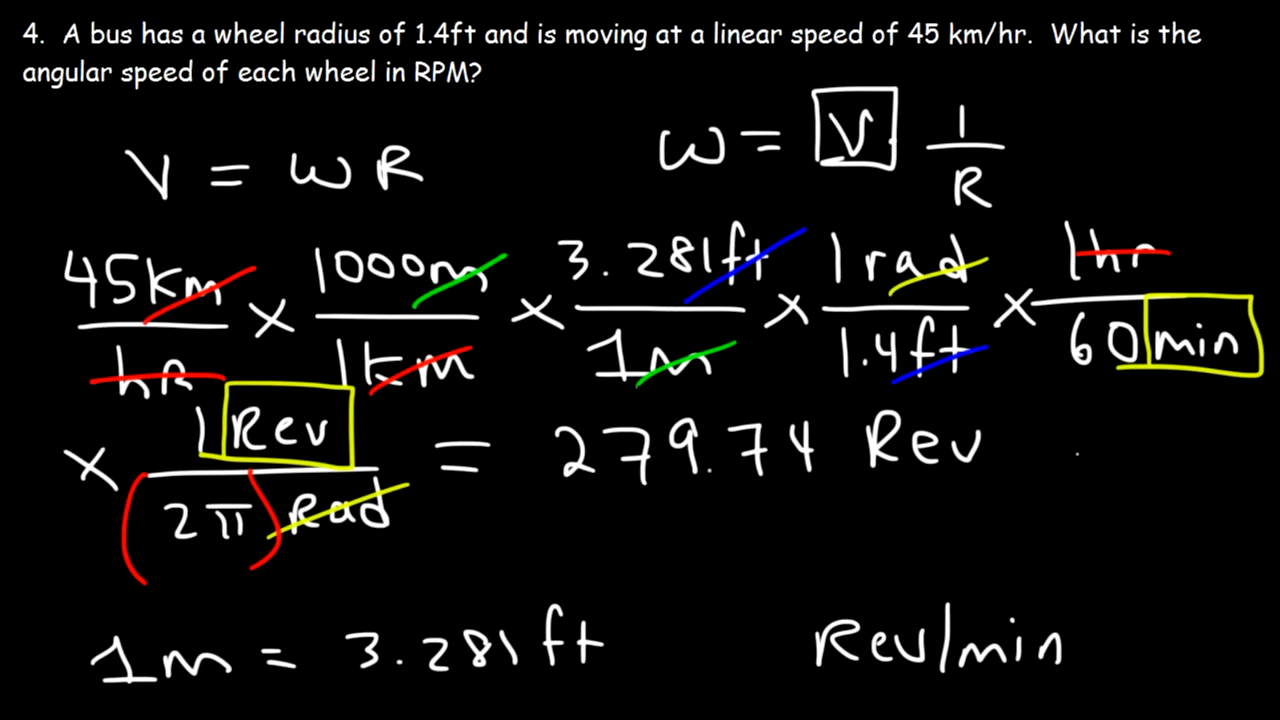 4. A bus has a wheel radius of 1.4ft and is moving at a linear speed of 45 km/hr. What is the
angular speed of each wheel in RPM?
V = ωR
ω = V 1/R
45km/hr × 1000m/1km × 3.281ft/1m × 1rad/1.4ft × 1hr/60min
× 1Rev/(2π)Rad = 279.74 Rev
1m = 3.281ft
Rev/min